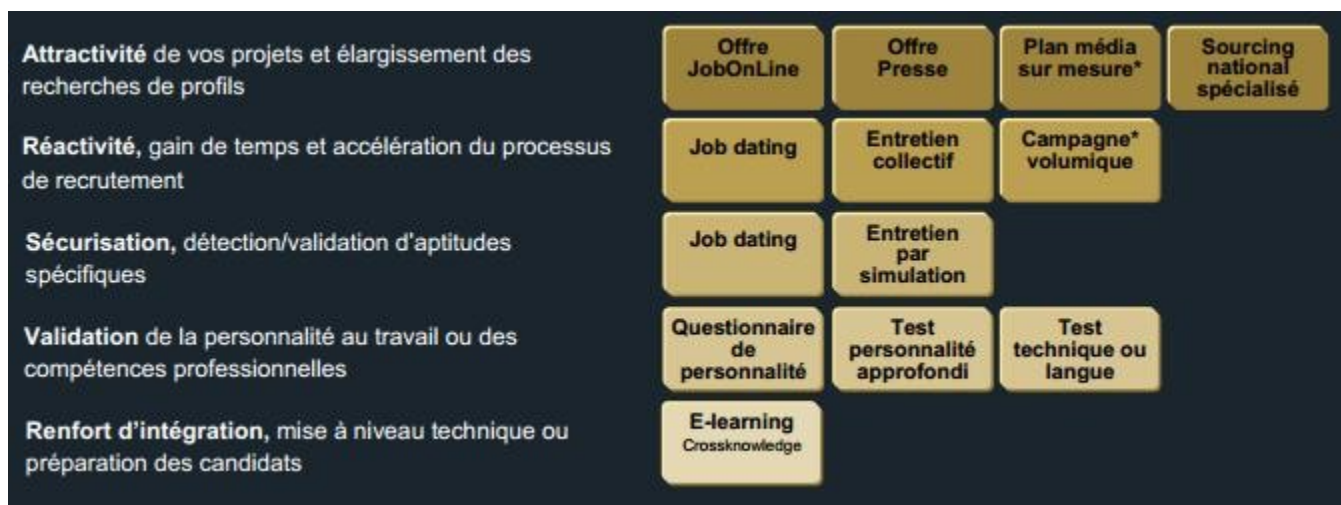 Attractivité de vos projets et élargissement des
recherches de profils
Offre
JobOnLine
Offre
Presse
Plan média
sur mesure*
Sourcing
national
spécialisé
Réactivité, gain de temps et accélération du processus
de recrutement
Job dating
Entretien
collectif
Campagne*
volumique
Sécurisation, détection/validation d'aptitudes
spécifiques
Job dating
Entretien
par
simulation
Validation de la personnalité au travail ou des
compétences professionnelles
Questionnaire
de
personnalité
Test
personnalité
approfondi
Test
technique ou
langue
Renfort d'intégration, mise à niveau technique ou
préparation des candidats
E-learning
Crossknowledge